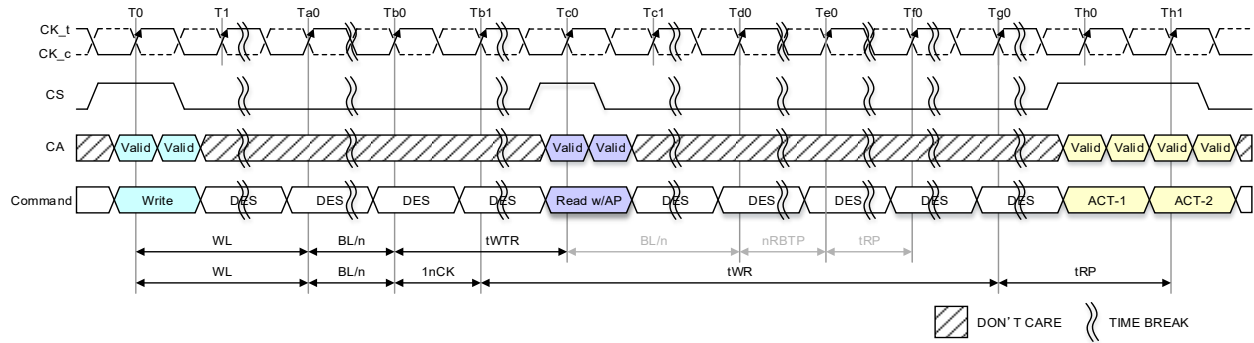 T0 T1 Ta0 Tb0 Tb1 Tc0 Tc1 Td0 Te0 Tf0 Tg0 Th0 Th1
CK_t
CK_c
CS
CA Valid Valid Valid Valid Valid Valid Valid Valid
Command Write DES DES DES DES Read w/AP DES DES DES DES DES ACT-1 ACT-2
WL BL/n tWTR BL/n nRBTP tRP
WL BL/n 1nCK tWR tRP
DON'T CARE TIME BREAK